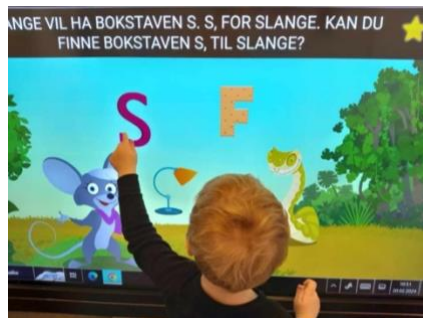 ANGE VIL HA BOKSTAVEN S. S, FOR SLANGE. KAN DU
FINNE BOKSTAVEN S, TIL SLANGE?
S F